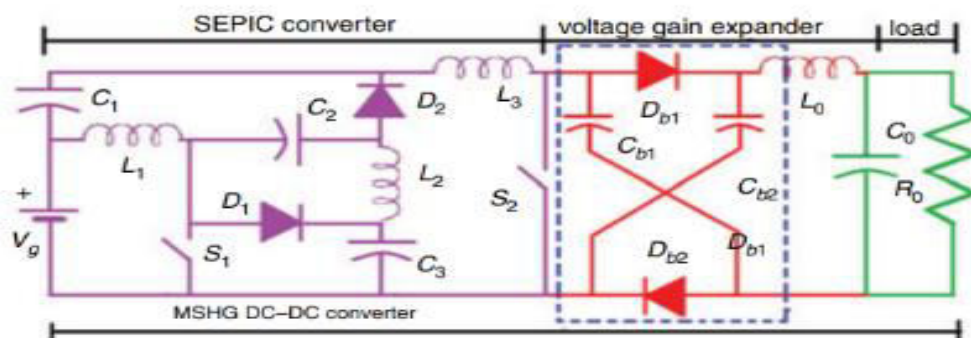 SEPIC converter
voltage gain expander
load
C1
L1
C2
D2
L3
L0
Db1
Cb1
C0
R0
+
Vg
D1
L2
S2
Cb2
S1
C3
Db2
Db1
MSHG DC–DC converter